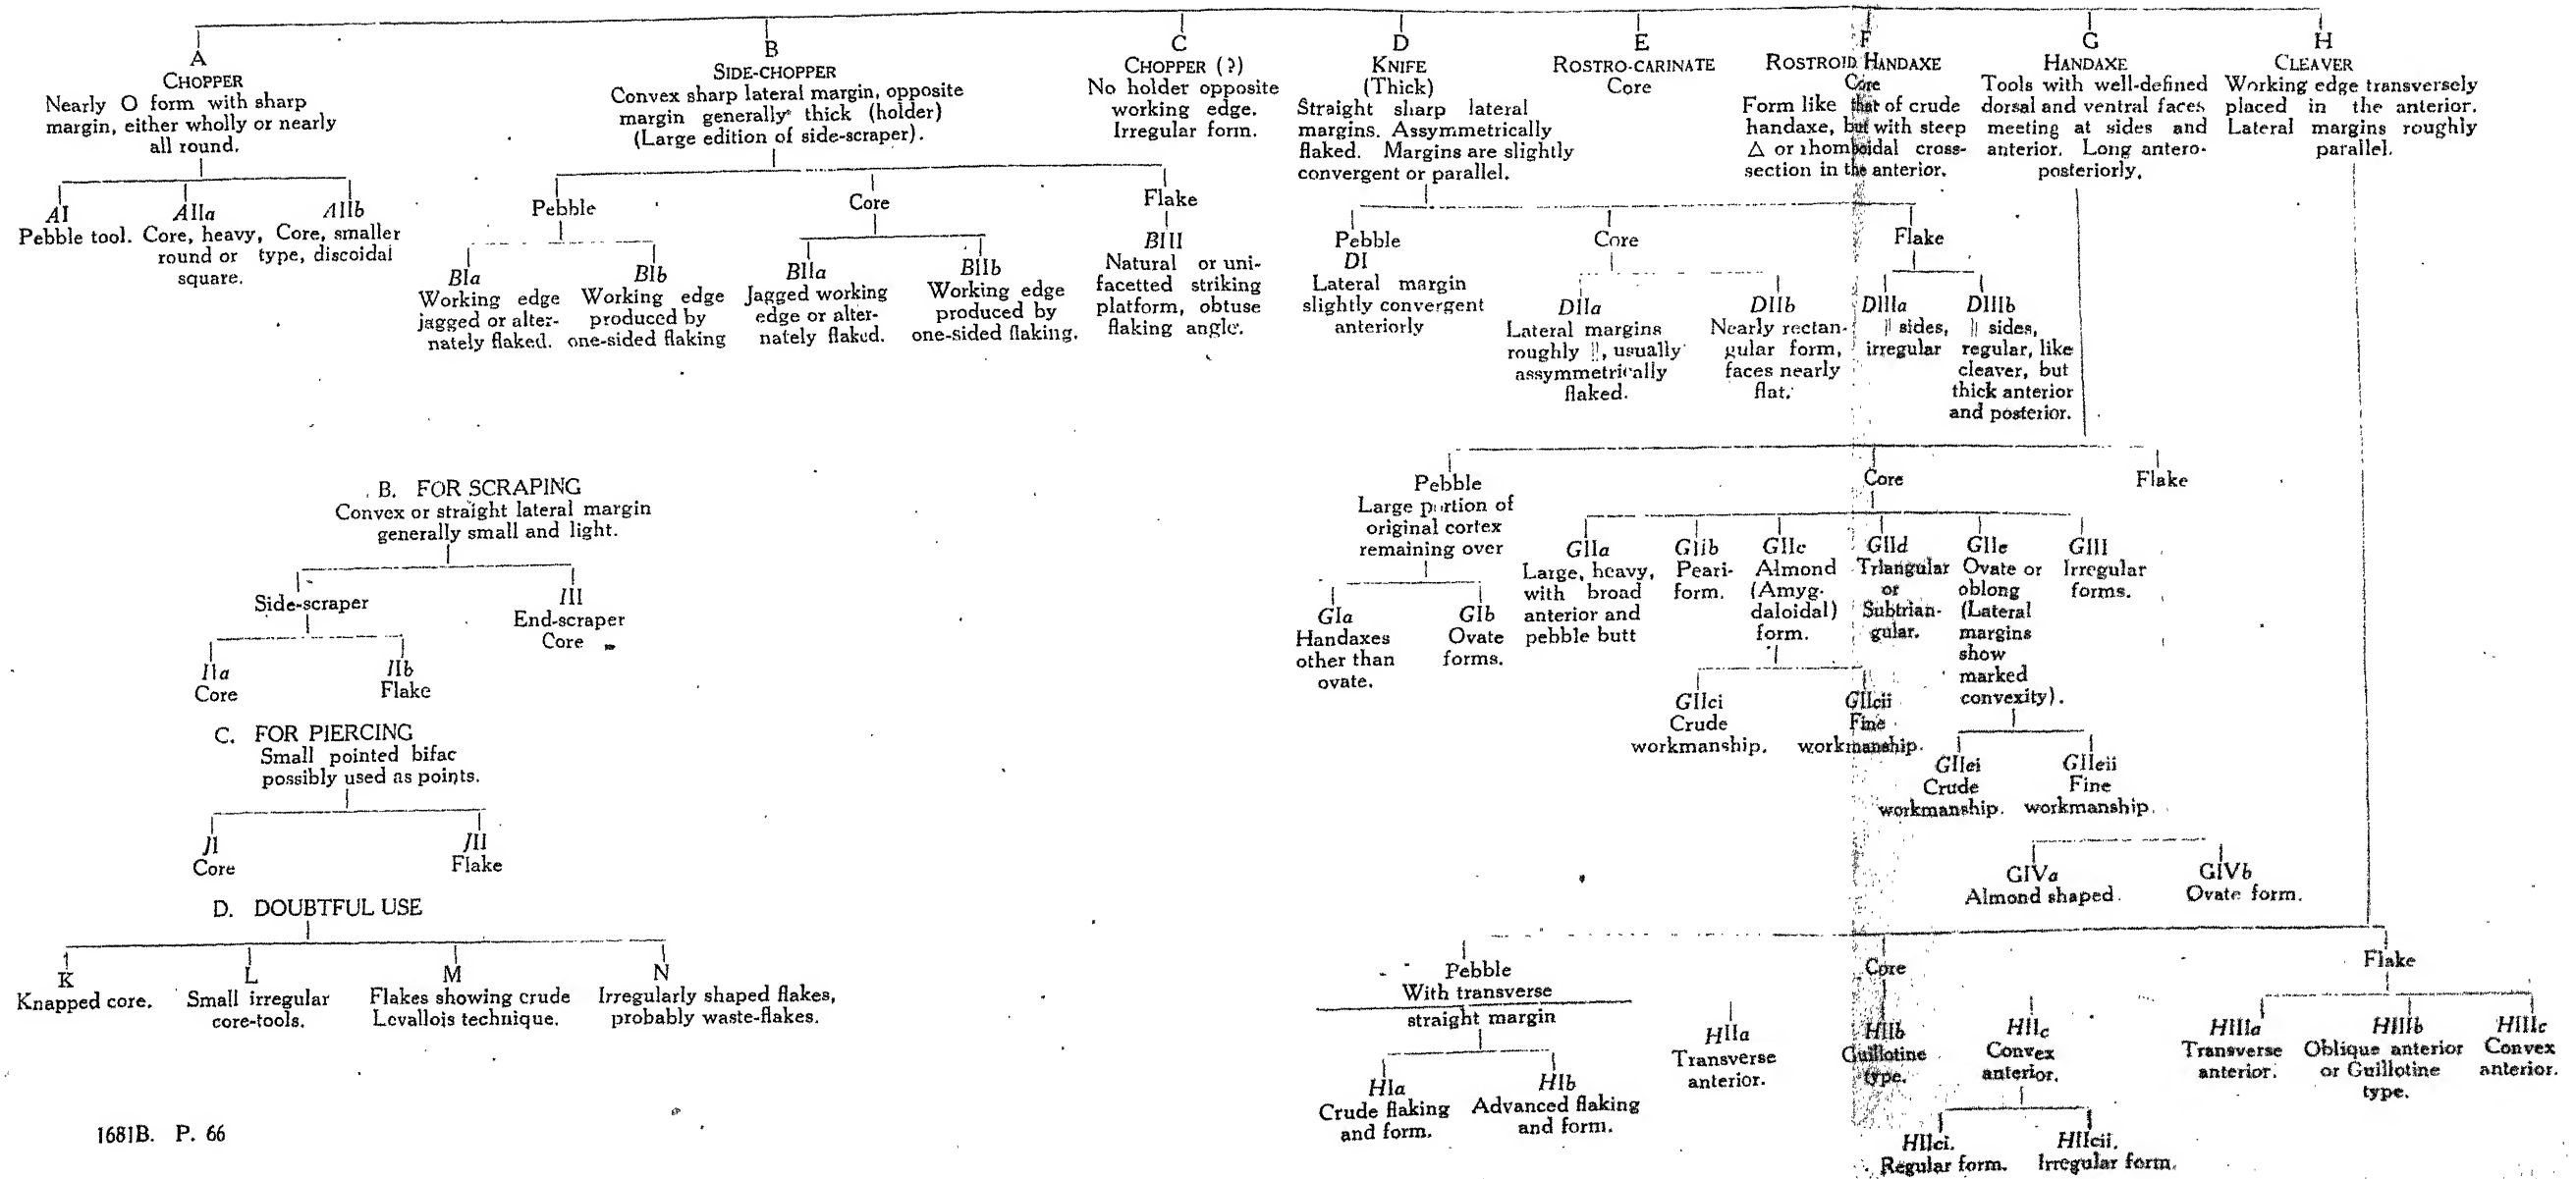 A
CHOPPER
Nearly O form with sharp
margin, either wholly or nearly
all round.
AI
Pebble tool.
AIIa
Core, heavy,
round or
square.
AIIb
Core, smaller
type, discoidal
B
SIDE-CHOPPER
Convex sharp lateral margin, opposite
margin generally thick (holder)
(Large edition of side-scraper).
Pebble
BIa
Working edge
jagged or alter-
nately flaked.
BIb
Working edge
produced by
one-sided flaking
Core
BIIa
Jagged working
edge or alter-
nately flaked.
BIIb
Working edge
produced by
one-sided flaking.
Flake
BIII
Natural or uni-
facetted striking
platform, obtuse
flaking angle.
C
CHOPPER (?)
No holder opposite
working edge.
Irregular form.
D
KNIFE
(Thick)
Straight sharp lateral
margins. Assymmetrically
flaked. Margins are slightly
convergent or parallel.
Pebble
DI
Lateral margin
slightly convergent
anteriorly
Core
DIIa
Lateral margins
roughly ||, usually
assymmetrically
flaked.
DIIb
Nearly rectan-
gular form,
faces nearly
flat.
Flake
DIIIa
|| sides,
irregular
DIIIb
|| sides,
regular, like
cleaver, but
thick anterior
and posterior.
E
ROSTRO-CARINATE
Core
F
ROSTROID HANDAXE
Core
Form like that of crude
handaxe, but with steep
△ or rhomboidal cross-
section in the anterior.
G
HANDAXE
Tools with well-defined
dorsal and ventral faces
meeting at sides and
anterior. Long antero-
posteriorly.
H
CLEAVER
Working edge transversely
placed in the anterior.
Lateral margins roughly
parallel.
Pebble
Large portion of
original cortex
remaining over
GIa
Handaxes
other than
ovate.
GIb
Ovate
forms.
Core
GIIa
Large, heavy,
with broad
anterior and
pebble butt
GIIb
Peari-
form.
GIIc
Almond
(Amyg-
daloidal)
form.
GIIci
Crude
workmanship.
GIIcii
Fine
workmanship.
GIId
Triangular
or
Subtrian-
gular.
GIIe
Ovate or
oblong
(Lateral
margins
show
marked
convexity).
GIIei
Crude
workmanship.
GIIeii
Fine
workmanship.
GIII
Irregular
forms.
Flake
GIVa
Almond shaped.
GIVb
Ovate form.
Pebble
With transverse
straight margin
HIa
Crude flaking
and form.
HIb
Advanced flaking
and form.
Core
HIIa
Transverse
anterior.
HIIb
Guillotine
type.
HIIc
Convex
anterior.
HIIci.
Regular form.
HIIcii.
Irregular form.
Flake
HIIIa
Transverse
anterior.
HIIIb
Oblique anterior
or Guillotine
type.
HIIIc
Convex
anterior.
B. FOR SCRAPING
Convex or straight lateral margin
generally small and light.
Side-scraper
IIa
Core
IIb
Flake
III
End-scraper
Core
C. FOR PIERCING
Small pointed bifac
possibly used as points.
JI
Core
JII
Flake
D. DOUBTFUL USE
K
Knapped core.
L
Small irregular
core-tools.
M
Flakes showing crude
Levallois technique.
N
Irregularly shaped flakes,
probably waste-flakes.
1681B. P. 66